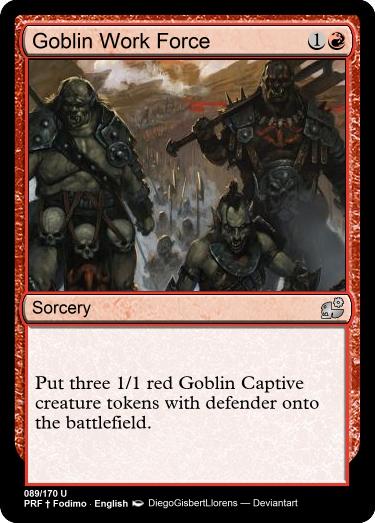 Goblin Work Force 1
Sorcery
Put three 1/1 red Goblin Captive
creature tokens with defender onto
the battlefield.
089/170 U
PRF † Fodimo · English DiegoGisbertLlorens — Deviantart